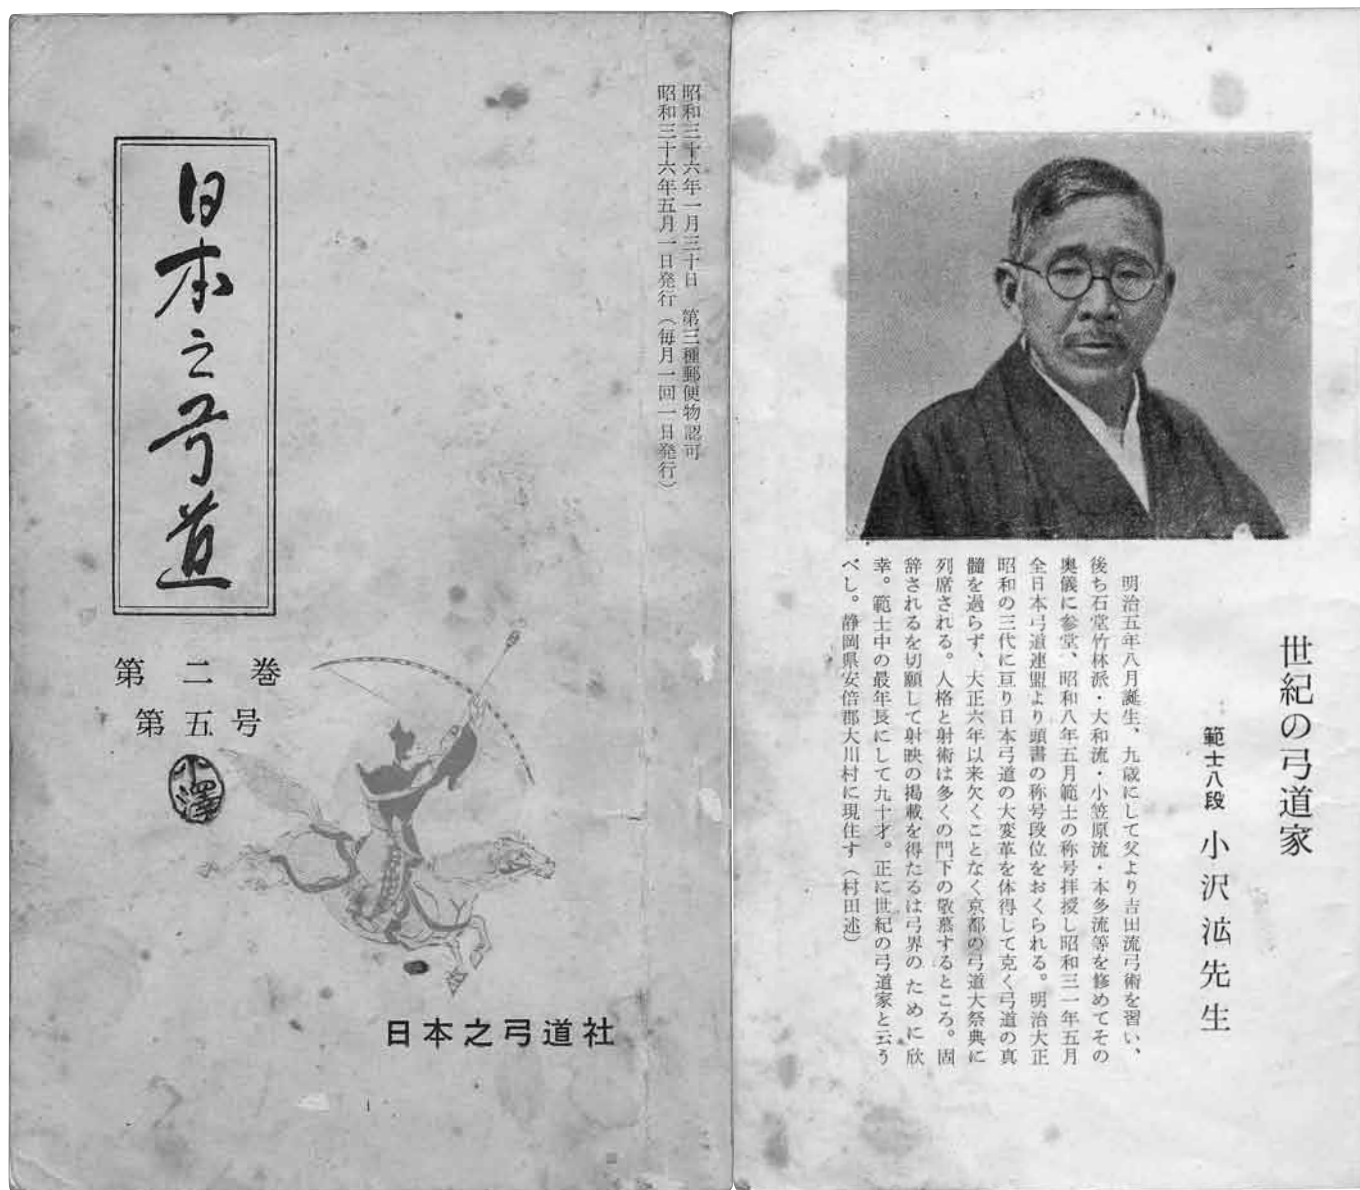 昭和三十六年一月三十日　第三種郵便物認可
昭和三十六年五月一日発行（毎月一回一日発行）
日本之弓道
第二巻
第五号
小澤
日本之弓道社
世紀の弓道家
範士八段　小沢浤先生
明治五年八月誕生、九歳にして父より吉田流弓術を習い、
後ち石堂竹林派・大和流・小笠原流・本多流等を修めてその
奥儀に参堂、昭和八年五月範士の称号拝授し昭和三一年五月
全日本弓道連盟より頭書の称号段位をおくられる。明治大正
昭和の三代に亘り日本弓道の大変革を体得して克く弓道の真
髄を過らず、大正六年以来欠くことなく京都の弓道大祭典に
列席される。人格と射術は多くの門下の敬慕するところ。固
辞されるを切願して射映の掲載を得たるは弓界のために欣
幸。範士中の最年長にして九十才。正に世紀の弓道家と云う
べし。静岡県安倍郡大川村に現住す（村田述）